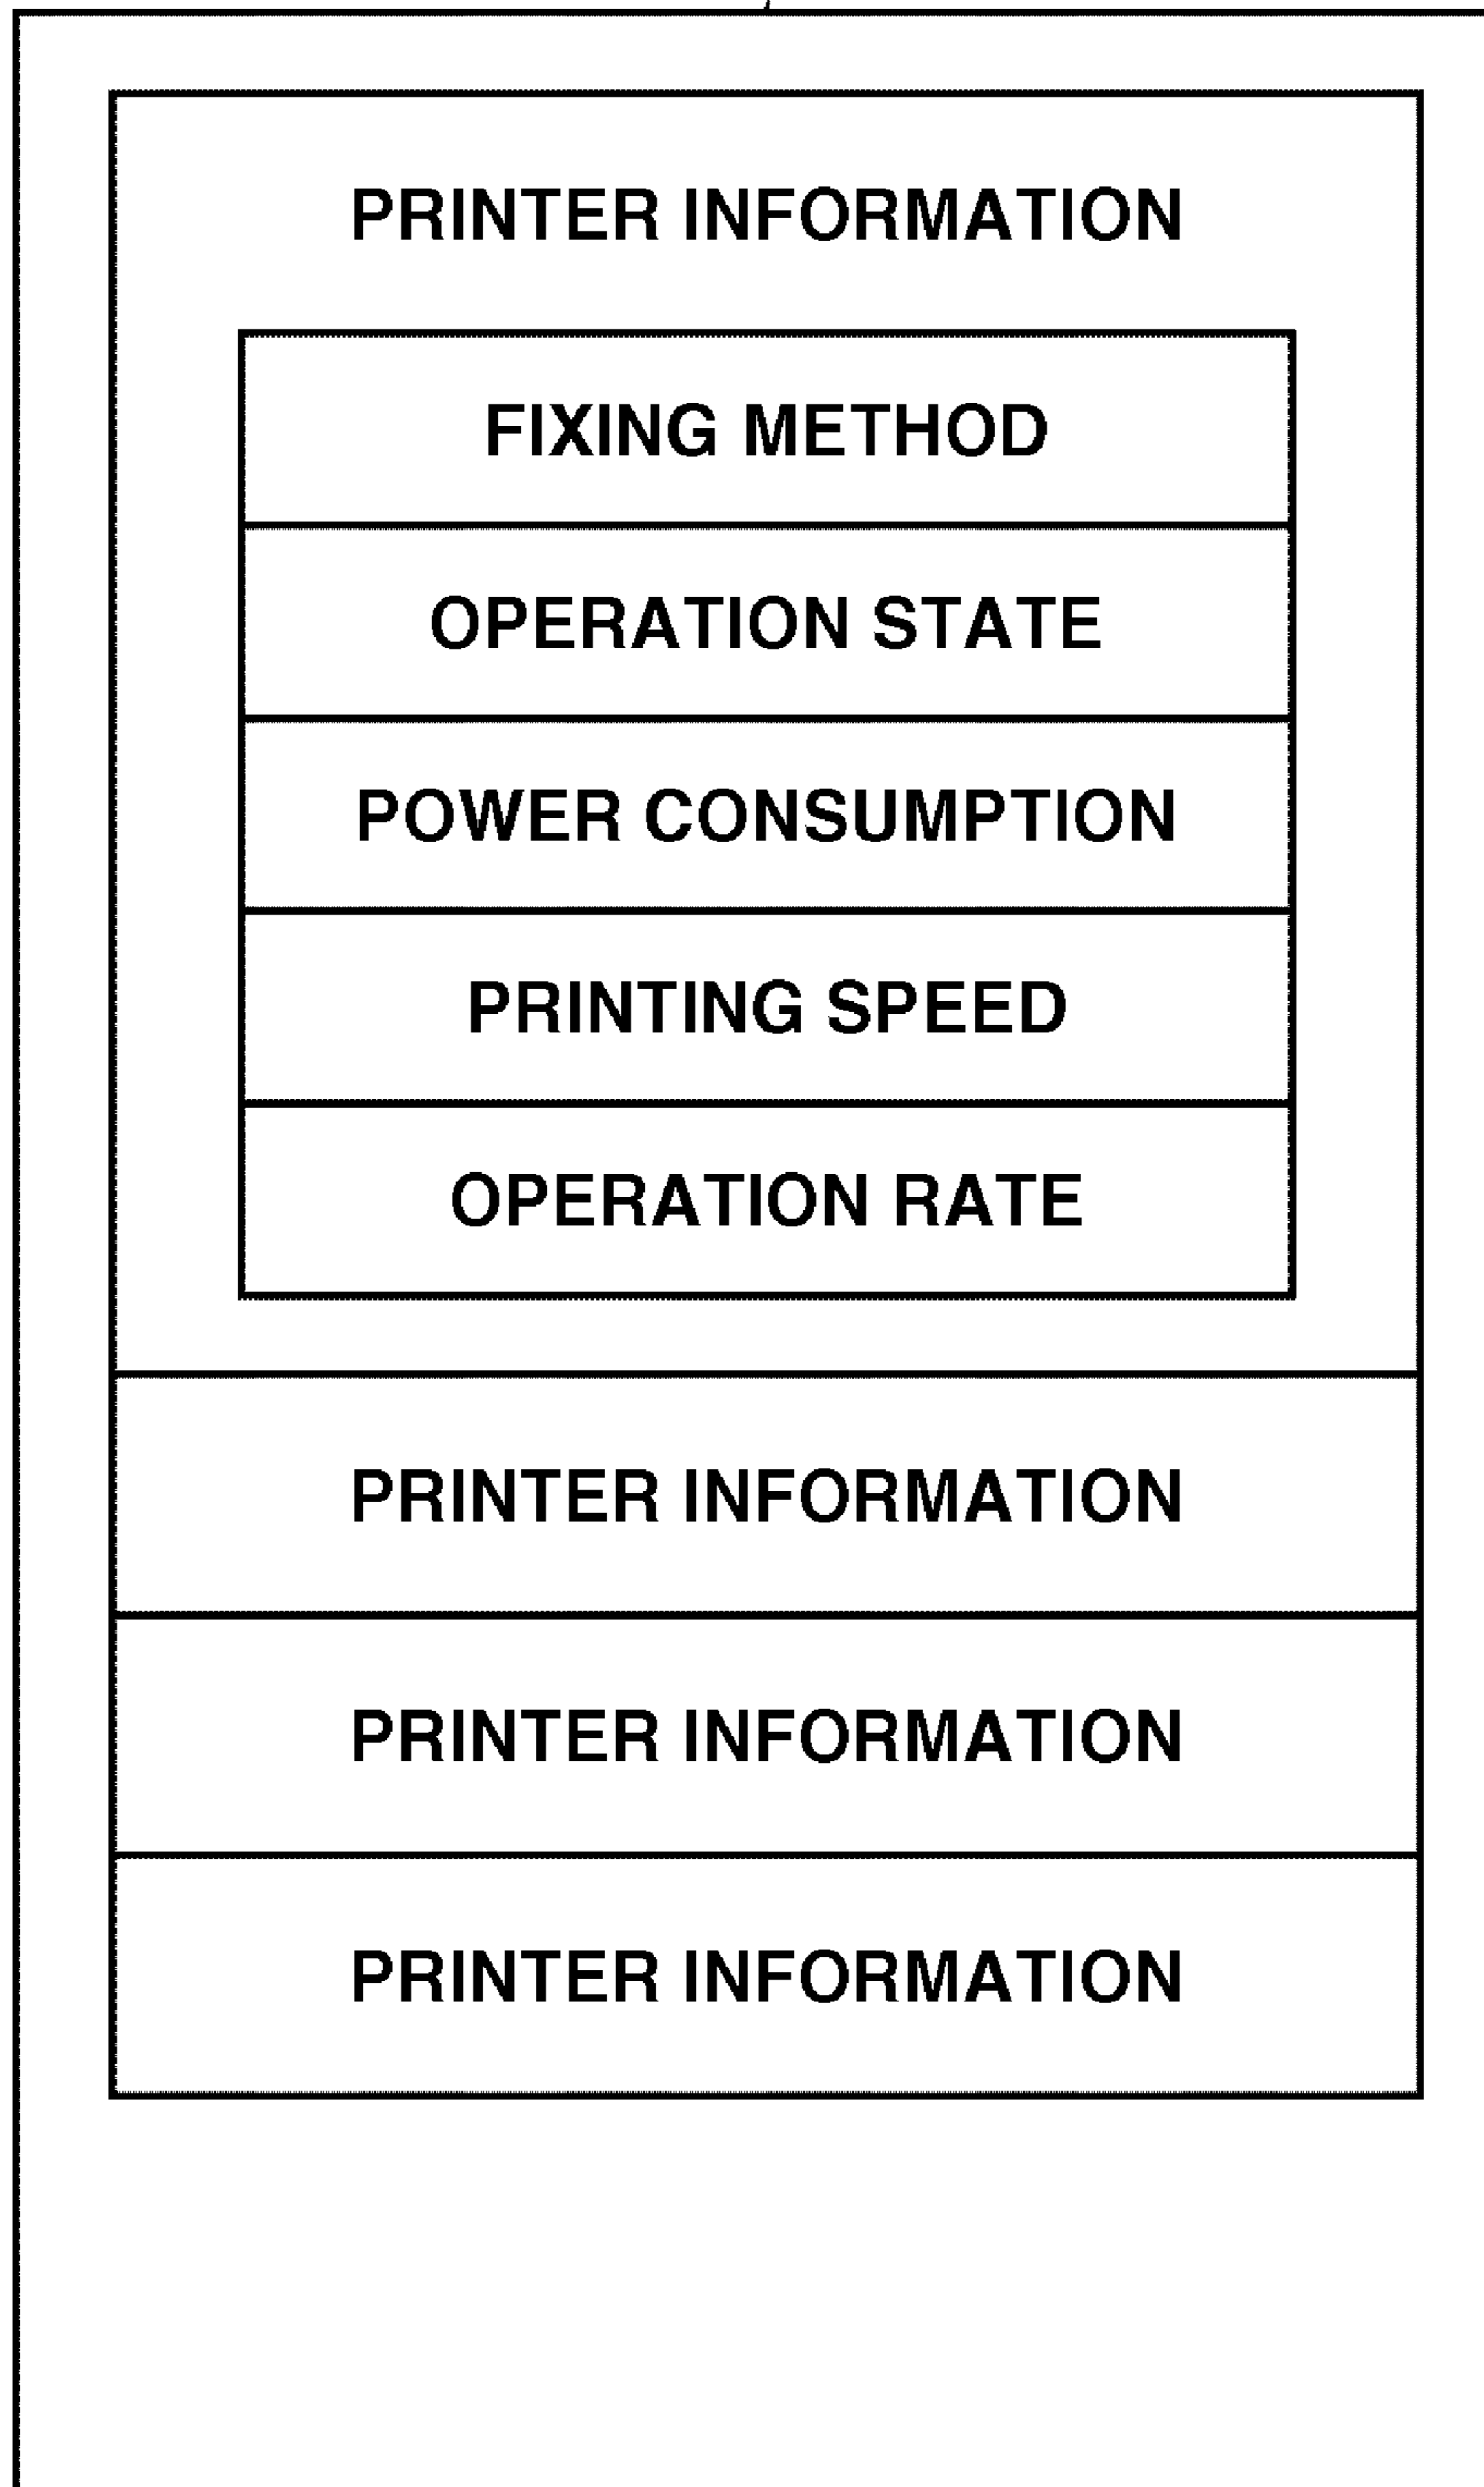 PRINTER INFORMATION
FIXING METHOD
OPERATION STATE
POWER CONSUMPTION
PRINTING SPEED
OPERATION RATE
PRINTER INFORMATION
PRINTER INFORMATION
PRINTER INFORMATION